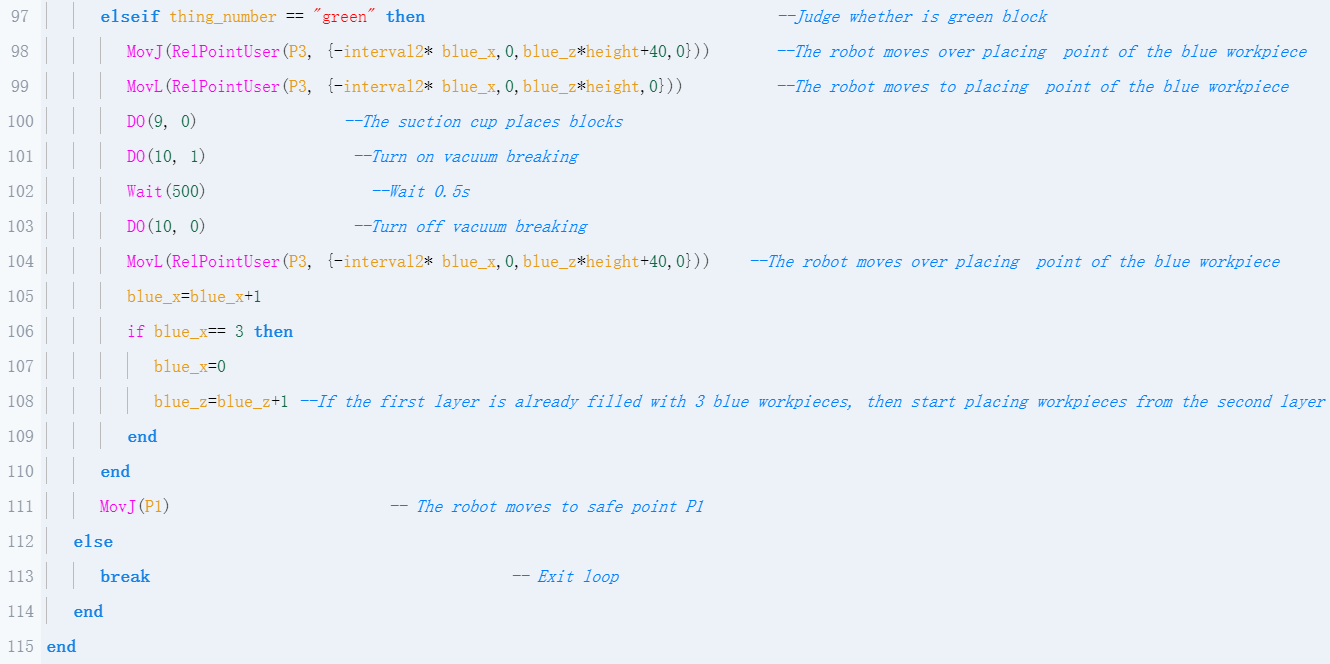 97 elseif thing_number == "green" then --Judge whether is green block
98 MovJ(RelPointUser(P3, {-interval2* blue_x,0,blue_z*height+40,0})) --The robot moves over placing point of the blue workpiece
99 MovL(RelPointUser(P3, {-interval2* blue_x,0,blue_z*height,0})) --The robot moves to placing point of the blue workpiece
100 DO(9, 0) --The suction cup places blocks
101 DO(10, 1) --Turn on vacuum breaking
102 Wait(500) --Wait 0.5s
103 DO(10, 0) --Turn off vacuum breaking
104 MovL(RelPointUser(P3, {-interval2* blue_x,0,blue_z*height+40,0})) --The robot moves over placing point of the blue workpiece
105 blue_x=blue_x+1
106 if blue_x== 3 then
107 blue_x=0
108 blue_z=blue_z+1 --If the first layer is already filled with 3 blue workpieces, then start placing workpieces from the second layer
109 end
110 end
111 MovJ(P1) -- The robot moves to safe point P1
112 else
113 break -- Exit loop
114 end
115 end